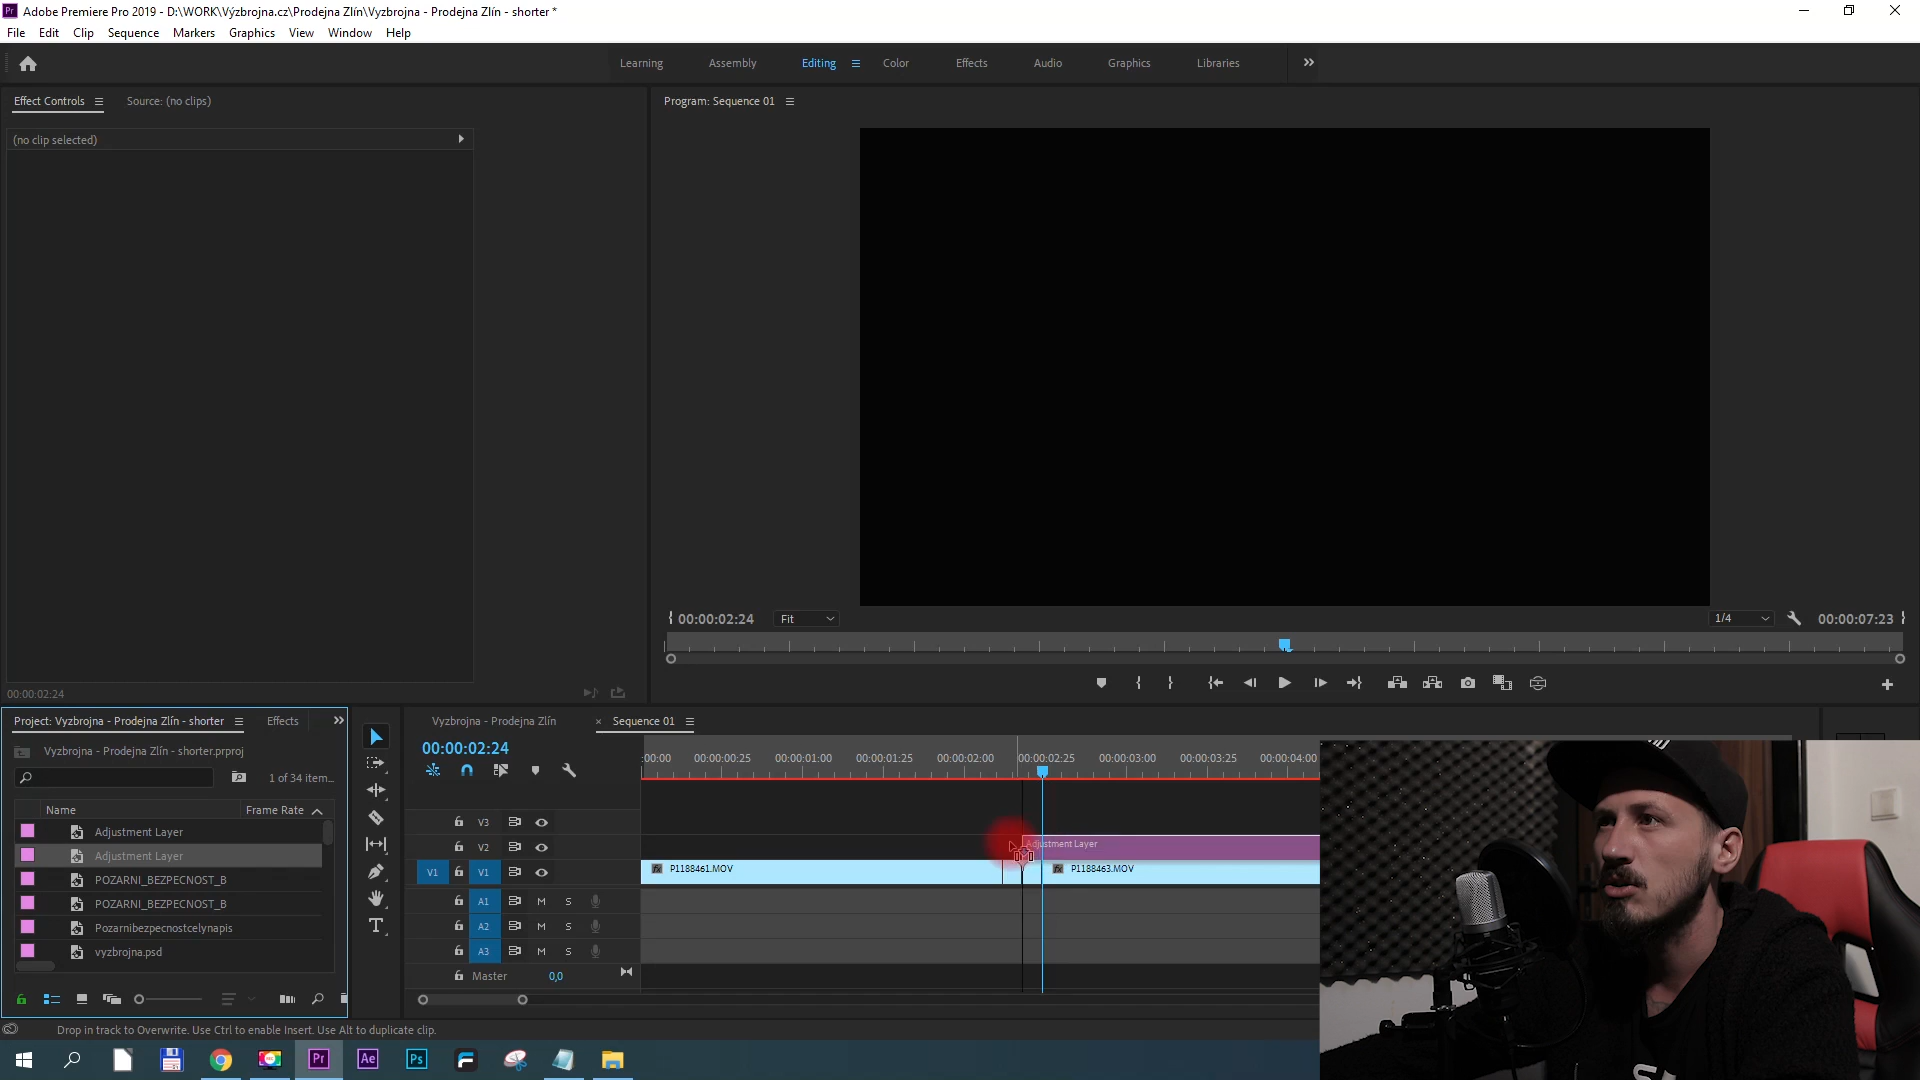 Adobe Premiere Pro 2019 - D:\WORK\Výzbrojna.cz\Prodejna Zlín\Vyzbrojna - Prodejna Zlín - shorter *
File Edit Clip Sequence Markers Graphics View Window Help
Learning Assembly Editing Color Effects Audio Graphics Libraries
Effect Controls Source: (no clips) Program: Sequence 01
(no clip selected)
00:00:02:24 Fit 1/4 00:00:07:23
00:00:02:24
Project: Vyzbrojna - Prodejna Zlín - shorter Effects Vyzbrojna - Prodejna Zlín × Sequence 01
Vyzbrojna - Prodejna Zlín - shorter.prproj 00:00:02:24
:00:00 00:00:00:25 00:00:01:00 00:00:01:25 00:00:02:00 00:00:02:25 00:00:03:00 00:00:03:25 00:00:04:00
1 of 34 item...
Name Frame Rate
Adjustment Layer V3
Adjustment Layer V2 Adjustment Layer
POZARNI_BEZPECNOST_B V1 V1 P1188461.MOV P1188463.MOV
POZARNI_BEZPECNOST_B A1 M S
Pozarnibezpecnostcelynapis A2 M S
vyzbrojna.psd A3 M S
Master 0,0
Drop in track to Overwrite. Use Ctrl to enable Insert. Use Alt to duplicate clip.
Pr Ae Ps